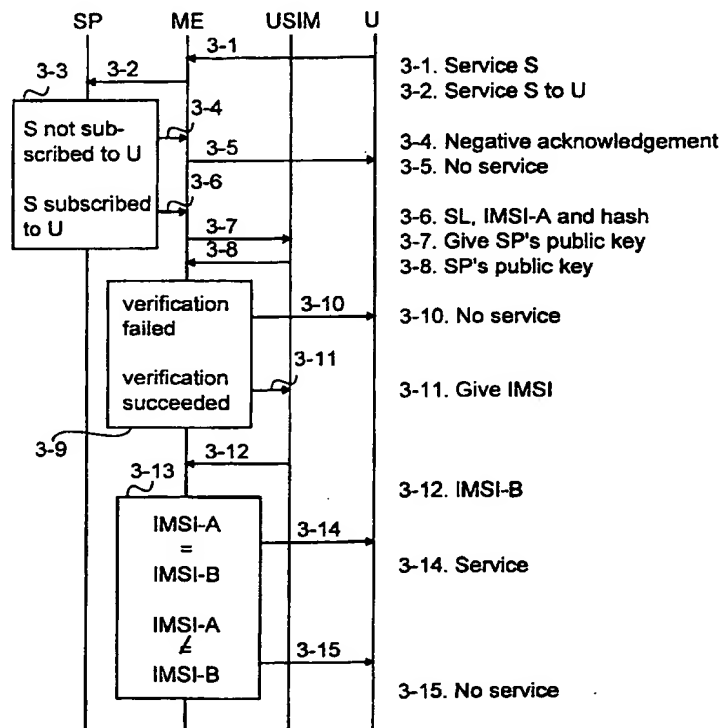 SP ME USIM U
3-1
3-1. Service S
3-3 3-2
3-2. Service S to U
S not sub-
scribed to U
3-4
3-4. Negative acknowledgement
3-5
3-5. No service
S subscribed
to U
3-6
3-6. SL, IMSI-A and hash
3-7
3-7. Give SP's public key
3-8
3-8. SP's public key
verification
failed
3-10
3-10. No service
3-11
verification
succeeded
3-11. Give IMSI
3-9
3-12
3-12. IMSI-B
3-13
IMSI-A
=
IMSI-B
3-14
3-14. Service
IMSI-A
≠
IMSI-B
3-15
3-15. No service